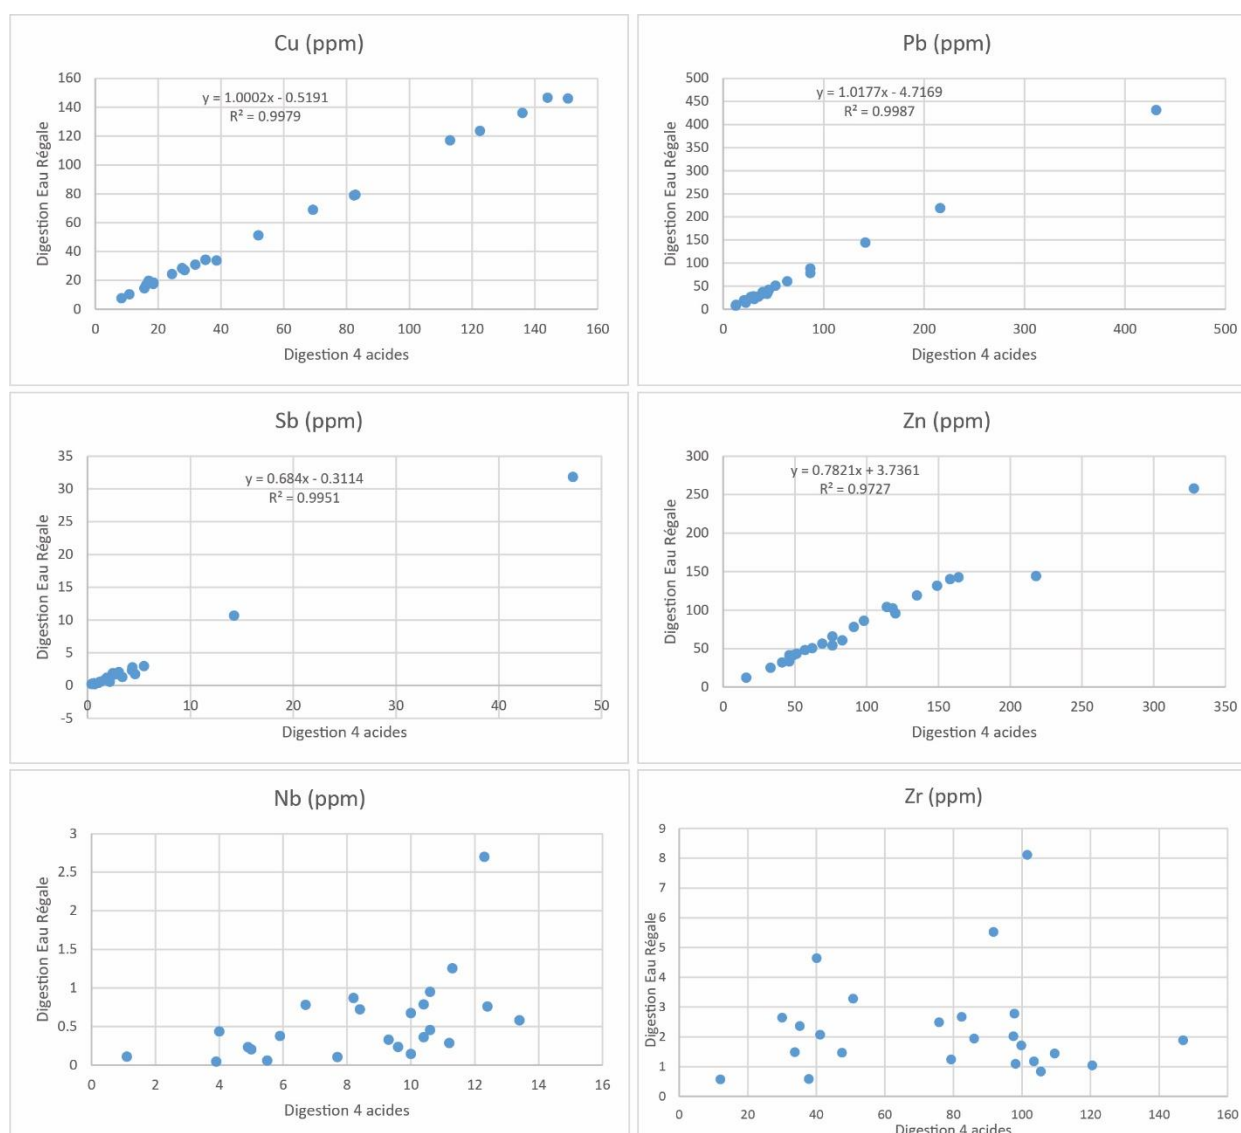 Cu (ppm)
160
140
120
100
80
60
40
20
0
y = 1.0002x - 0.5191
R² = 0.9979
0 20 40 60 80 100 120 140 160
Digestion Eau Régale
Digestion 4 acides
Pb (ppm)
500
450
400
350
300
250
200
150
100
50
0
y = 1.0177x - 4.7169
R² = 0.9987
0 100 200 300 400 500
Digestion Eau Régale
Digestion 4 acides
Sb (ppm)
35
30
25
20
15
10
5
0
-5
y = 0.684x - 0.3114
R² = 0.9951
0 10 20 30 40 50
Digestion Eau Régale
Digestion 4 acides
Zn (ppm)
300
250
200
150
100
50
0
y = 0.7821x + 3.7361
R² = 0.9727
0 50 100 150 200 250 300 350
Digestion Eau Régale
Digestion 4 acides
Nb (ppm)
3
2.5
2
1.5
1
0.5
0
0 2 4 6 8 10 12 14 16
Digestion Eau Régale
Digestion 4 acides
Zr (ppm)
9
8
7
6
5
4
3
2
1
0
0 20 40 60 80 100 120 140 160
Digestion Eau Régale
Digestion 4 acides